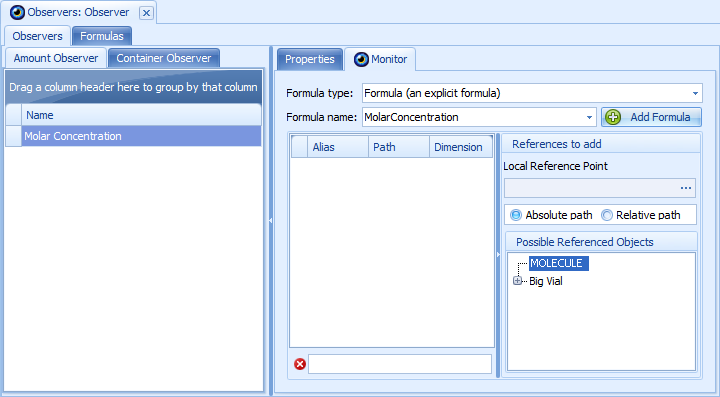 Observers: Observer
Observers Formulas
Amount Observer Container Observer
Drag a column header here to group by that column
Name
Molar Concentration
Properties Monitor
Formula type: Formula (an explicit formula)
Formula name: MolarConcentration Add Formula
Alias Path Dimension
References to add
Local Reference Point
...
Absolute path Relative path
Possible Referenced Objects
MOLECULE
Big Vial